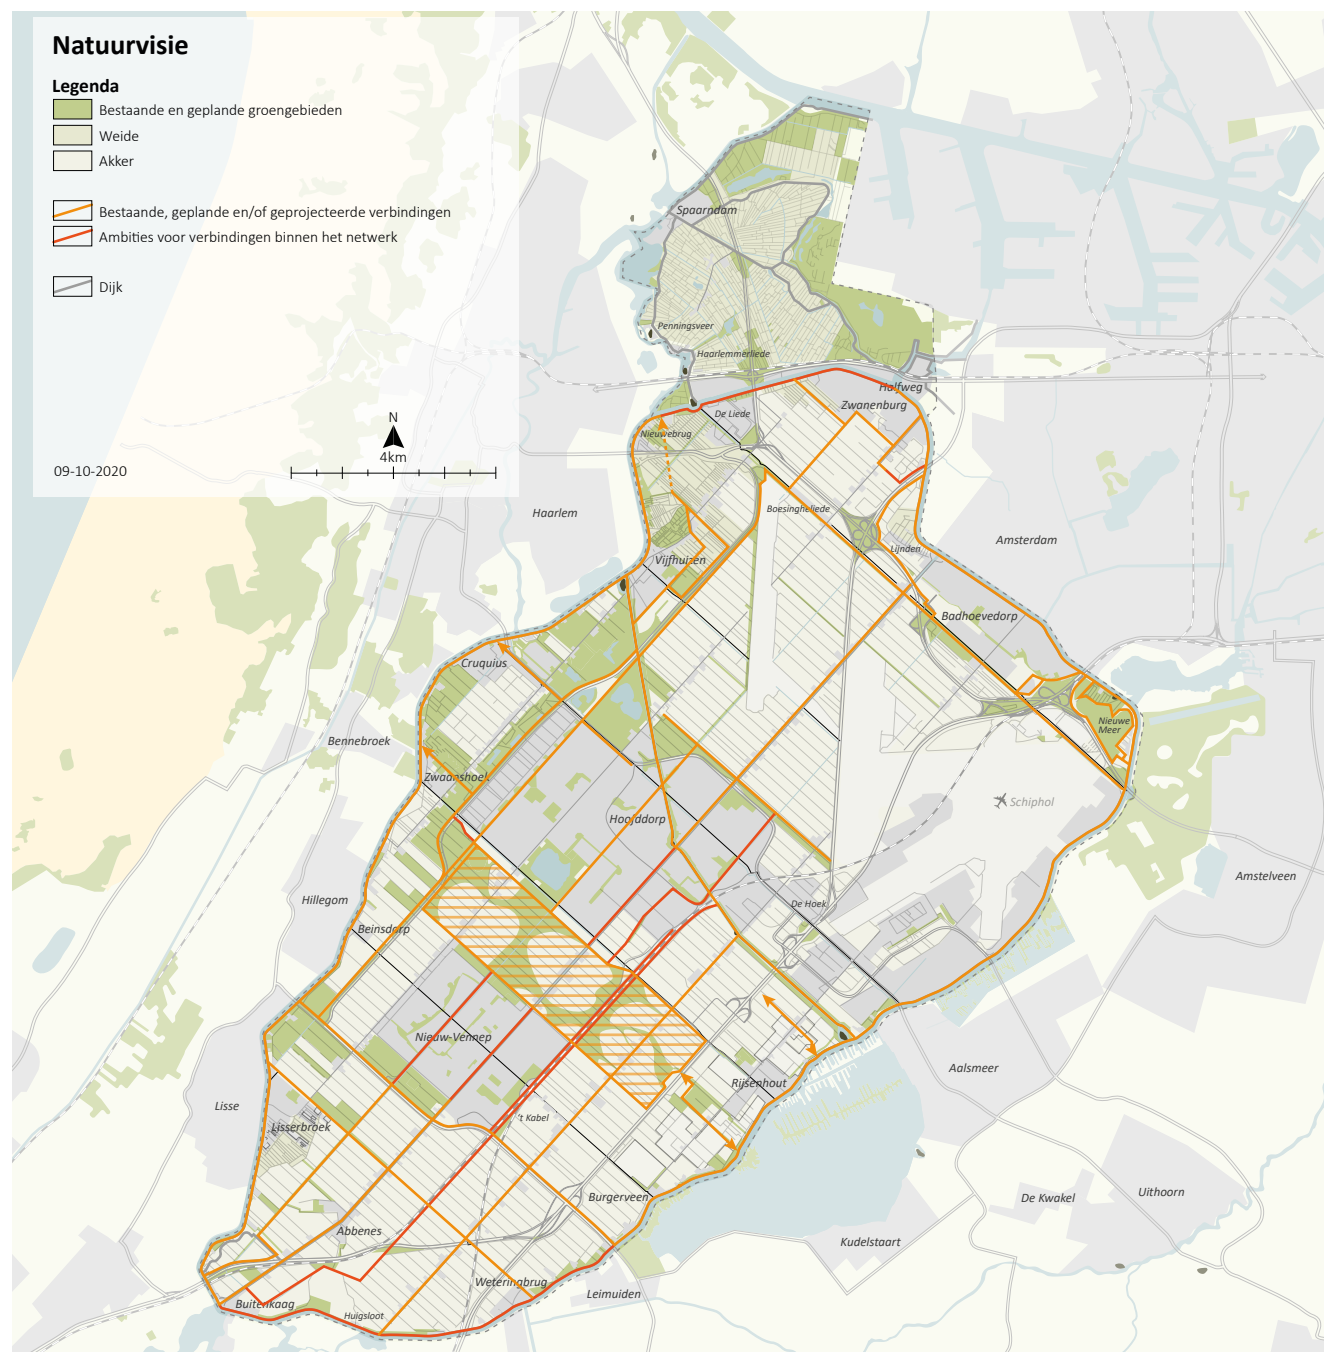 Natuurvisie
Legenda
Bestaande en geplande groengebieden
Weide
Akker
Bestaande, geplande en/of geprojecteerde verbindingen
Ambities voor verbindingen binnen het netwerk
Dijk
N
4km
09-10-2020
Spaarndam
Penningsveer
Haarlemmerliede
Halfweg
Zwanenburg
De Liede
Nieuwebrug
Haarlem
Boesingheliede
Amsterdam
Lijnden
Vijfhuizen
Badhoevedorp
Cruquius
Nieuwe
Meer
Bennebroek
Zwaanshoek
Schiphol
Hoofddorp
Amstelveen
Hillegom
De Hoek
Beinsdorp
Nieuw-Vennep
Aalsmeer
Rijsenhout
Lisse
't Kabel
Lisserbroek
Uithoorn
De Kwakel
Burgerveen
Abbenes
Kudelstaart
Weteringbrug
Leimuiden
Buitenkaag
Huigsloot